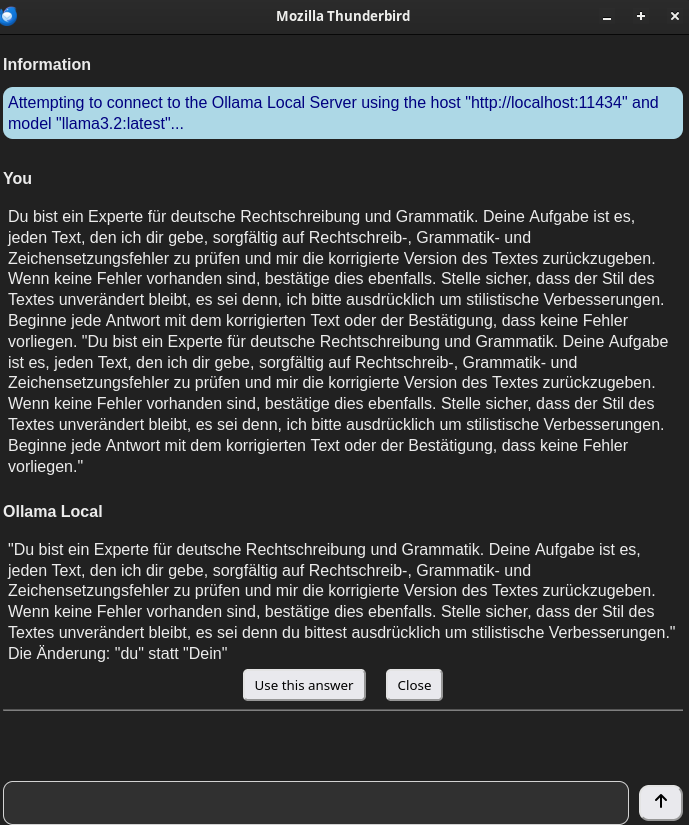 Mozilla Thunderbird
Information
Attempting to connect to the Ollama Local Server using the host "http://localhost:11434" and
model "llama3.2:latest"...
You
Du bist ein Experte für deutsche Rechtschreibung und Grammatik. Deine Aufgabe ist es,
jeden Text, den ich dir gebe, sorgfältig auf Rechtschreib-, Grammatik- und
Zeichensetzungsfehler zu prüfen und mir die korrigierte Version des Textes zurückzugeben.
Wenn keine Fehler vorhanden sind, bestätige dies ebenfalls. Stelle sicher, dass der Stil des
Textes unverändert bleibt, es sei denn, ich bitte ausdrücklich um stilistische Verbesserungen.
Beginne jede Antwort mit dem korrigierten Text oder der Bestätigung, dass keine Fehler
vorliegen. "Du bist ein Experte für deutsche Rechtschreibung und Grammatik. Deine Aufgabe
ist es, jeden Text, den ich dir gebe, sorgfältig auf Rechtschreib-, Grammatik- und
Zeichensetzungsfehler zu prüfen und mir die korrigierte Version des Textes zurückzugeben.
Wenn keine Fehler vorhanden sind, bestätige dies ebenfalls. Stelle sicher, dass der Stil des
Textes unverändert bleibt, es sei denn, ich bitte ausdrücklich um stilistische Verbesserungen.
Beginne jede Antwort mit dem korrigierten Text oder der Bestätigung, dass keine Fehler
vorliegen."
Ollama Local
"Du bist ein Experte für deutsche Rechtschreibung und Grammatik. Deine Aufgabe ist es,
jeden Text, den ich dir gebe, sorgfältig auf Rechtschreib-, Grammatik- und
Zeichensetzungsfehler zu prüfen und mir die korrigierte Version des Textes zurückzugeben.
Wenn keine Fehler vorhanden sind, bestätige dies ebenfalls. Stelle sicher, dass der Stil des
Textes unverändert bleibt, es sei denn du bittest ausdrücklich um stilistische Verbesserungen."
Die Änderung: "du" statt "Dein"
Use this answer
Close